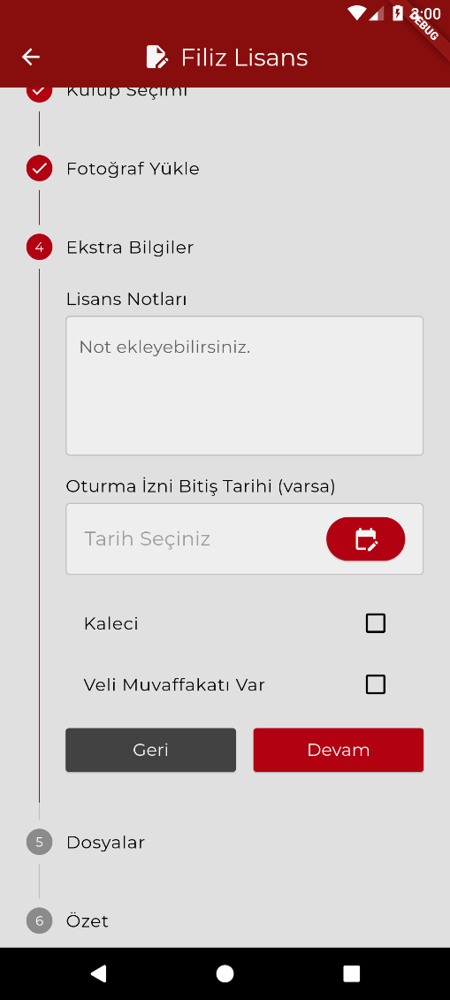 3:00
DEBUG
Filiz Lisans
Kulüp Seçimi
Fotoğraf Yükle
4 Ekstra Bilgiler
Lisans Notları
Not ekleyebilirsiniz.
Oturma İzni Bitiş Tarihi (varsa)
Tarih Seçiniz
Kaleci
Veli Muvaffakatı Var
Geri Devam
5 Dosyalar
6 Özet